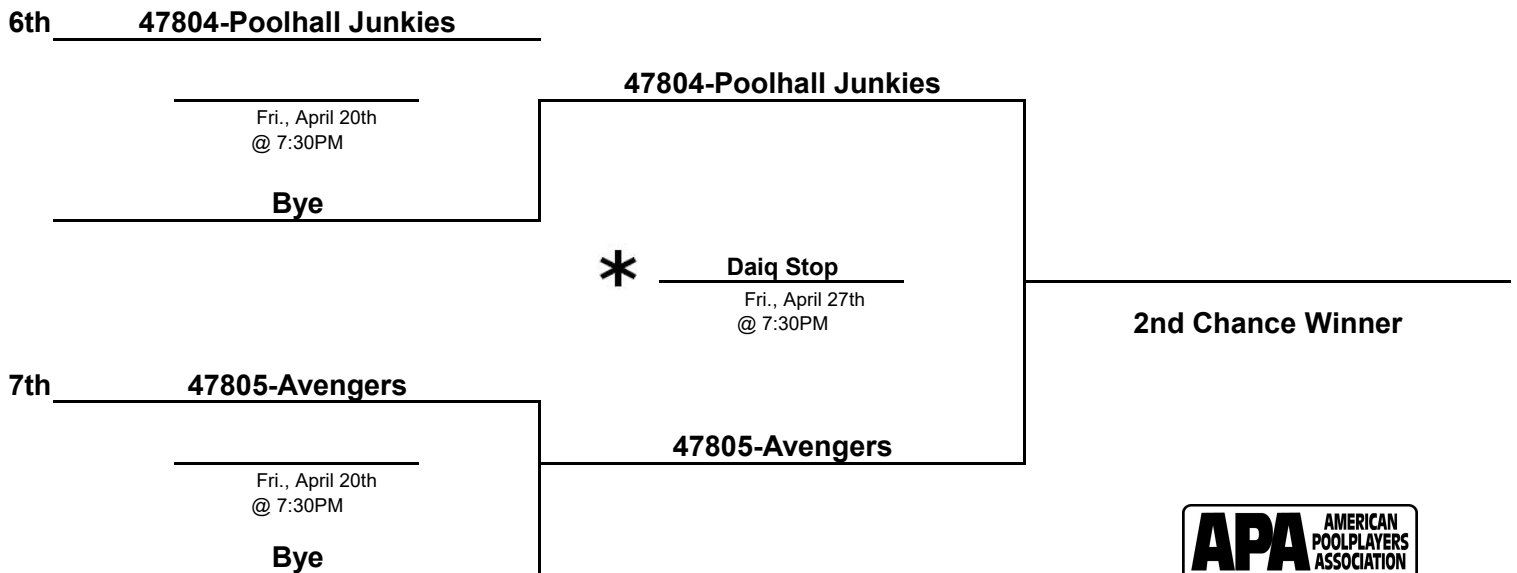 6th 47804-Poolhall Junkies
47804-Poolhall Junkies
Fri., April 20th
@ 7:30PM
Bye
* Daiq Stop
Fri., April 27th
@ 7:30PM
2nd Chance Winner
7th 47805-Avengers
47805-Avengers
Fri., April 20th
@ 7:30PM
Bye
APA AMERICAN
POOLPLAYERS
ASSOCIATION